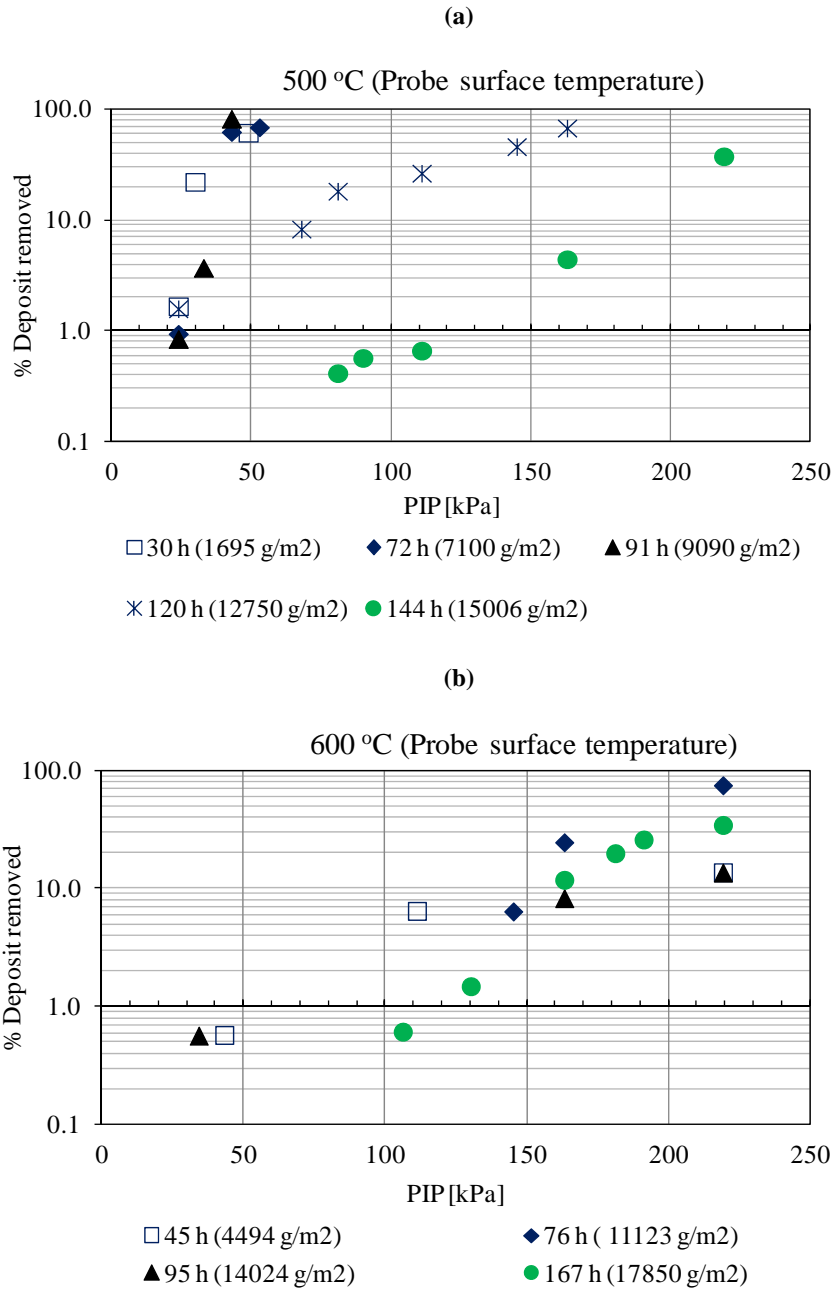 (a)
500 ºC (Probe surface temperature)
100.0
10.0
1.0
0.1
% Deposit removed
0 50 100 150 200 250
PIP [kPa]
30 h (1695 g/m2) 72 h (7100 g/m2) 91 h (9090 g/m2)
120 h (12750 g/m2) 144 h (15006 g/m2)
(b)
600 ºC (Probe surface temperature)
100.0
10.0
1.0
0.1
% Deposit removed
0 50 100 150 200 250
PIP [kPa]
45 h (4494 g/m2) 76 h ( 11123 g/m2)
95 h (14024 g/m2) 167 h (17850 g/m2)